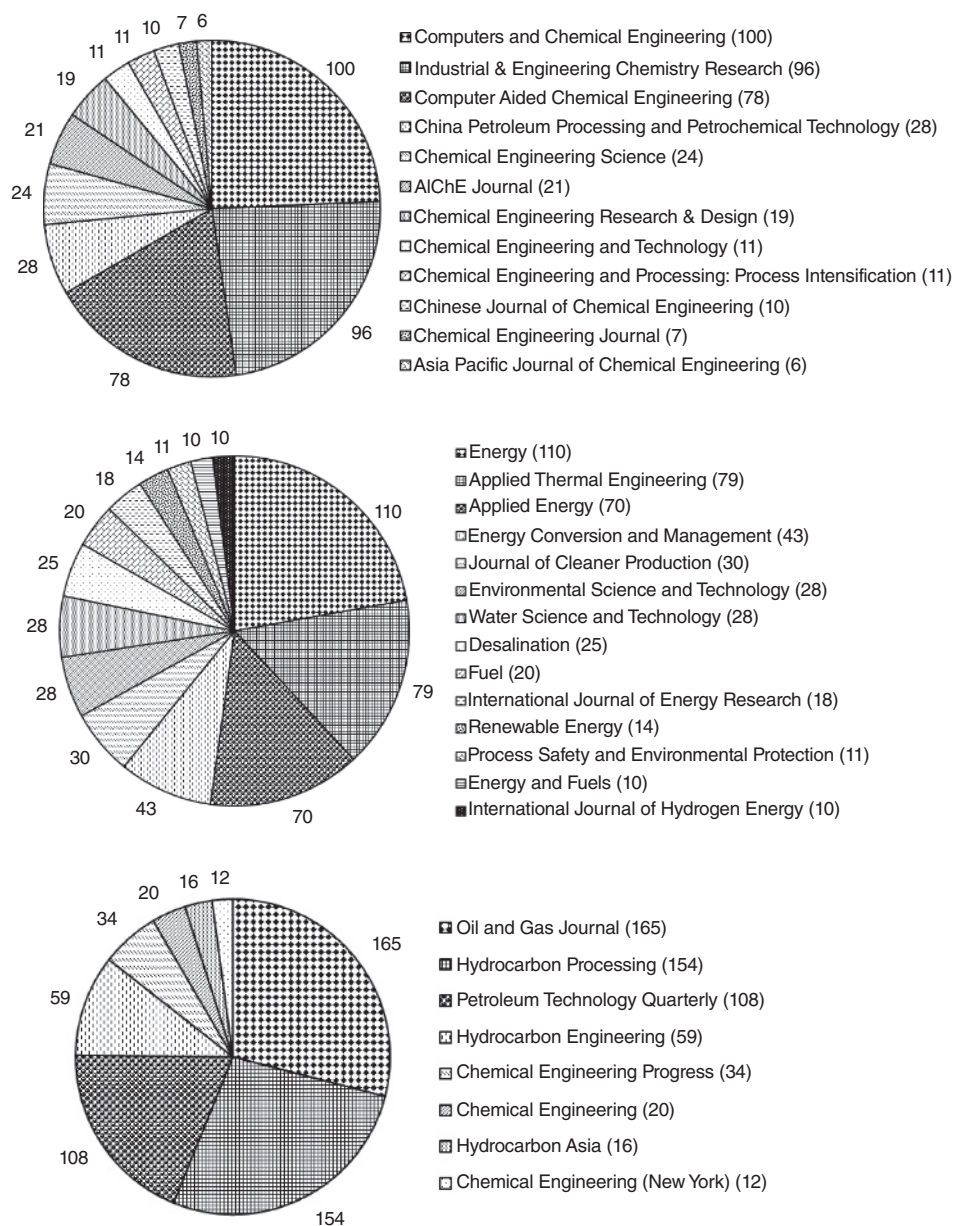 6
7
10
11
11
19
21
24
28
78
96
100
Computers and Chemical Engineering (100)
Industrial & Engineering Chemistry Research (96)
Computer Aided Chemical Engineering (78)
China Petroleum Processing and Petrochemical Technology (28)
Chemical Engineering Science (24)
AlChE Journal (21)
Chemical Engineering Research & Design (19)
Chemical Engineering and Technology (11)
Chemical Engineering and Processing: Process Intensification (11)
Chinese Journal of Chemical Engineering (10)
Chemical Engineering Journal (7)
Asia Pacific Journal of Chemical Engineering (6)
10
10
11
14
18
20
25
28
28
30
43
70
79
110
Energy (110)
Applied Thermal Engineering (79)
Applied Energy (70)
Energy Conversion and Management (43)
Journal of Cleaner Production (30)
Environmental Science and Technology (28)
Water Science and Technology (28)
Desalination (25)
Fuel (20)
International Journal of Energy Research (18)
Renewable Energy (14)
Process Safety and Environmental Protection (11)
Energy and Fuels (10)
International Journal of Hydrogen Energy (10)
12
16
20
34
59
108
154
165
Oil and Gas Journal (165)
Hydrocarbon Processing (154)
Petroleum Technology Quarterly (108)
Hydrocarbon Engineering (59)
Chemical Engineering Progress (34)
Chemical Engineering (20)
Hydrocarbon Asia (16)
Chemical Engineering (New York) (12)